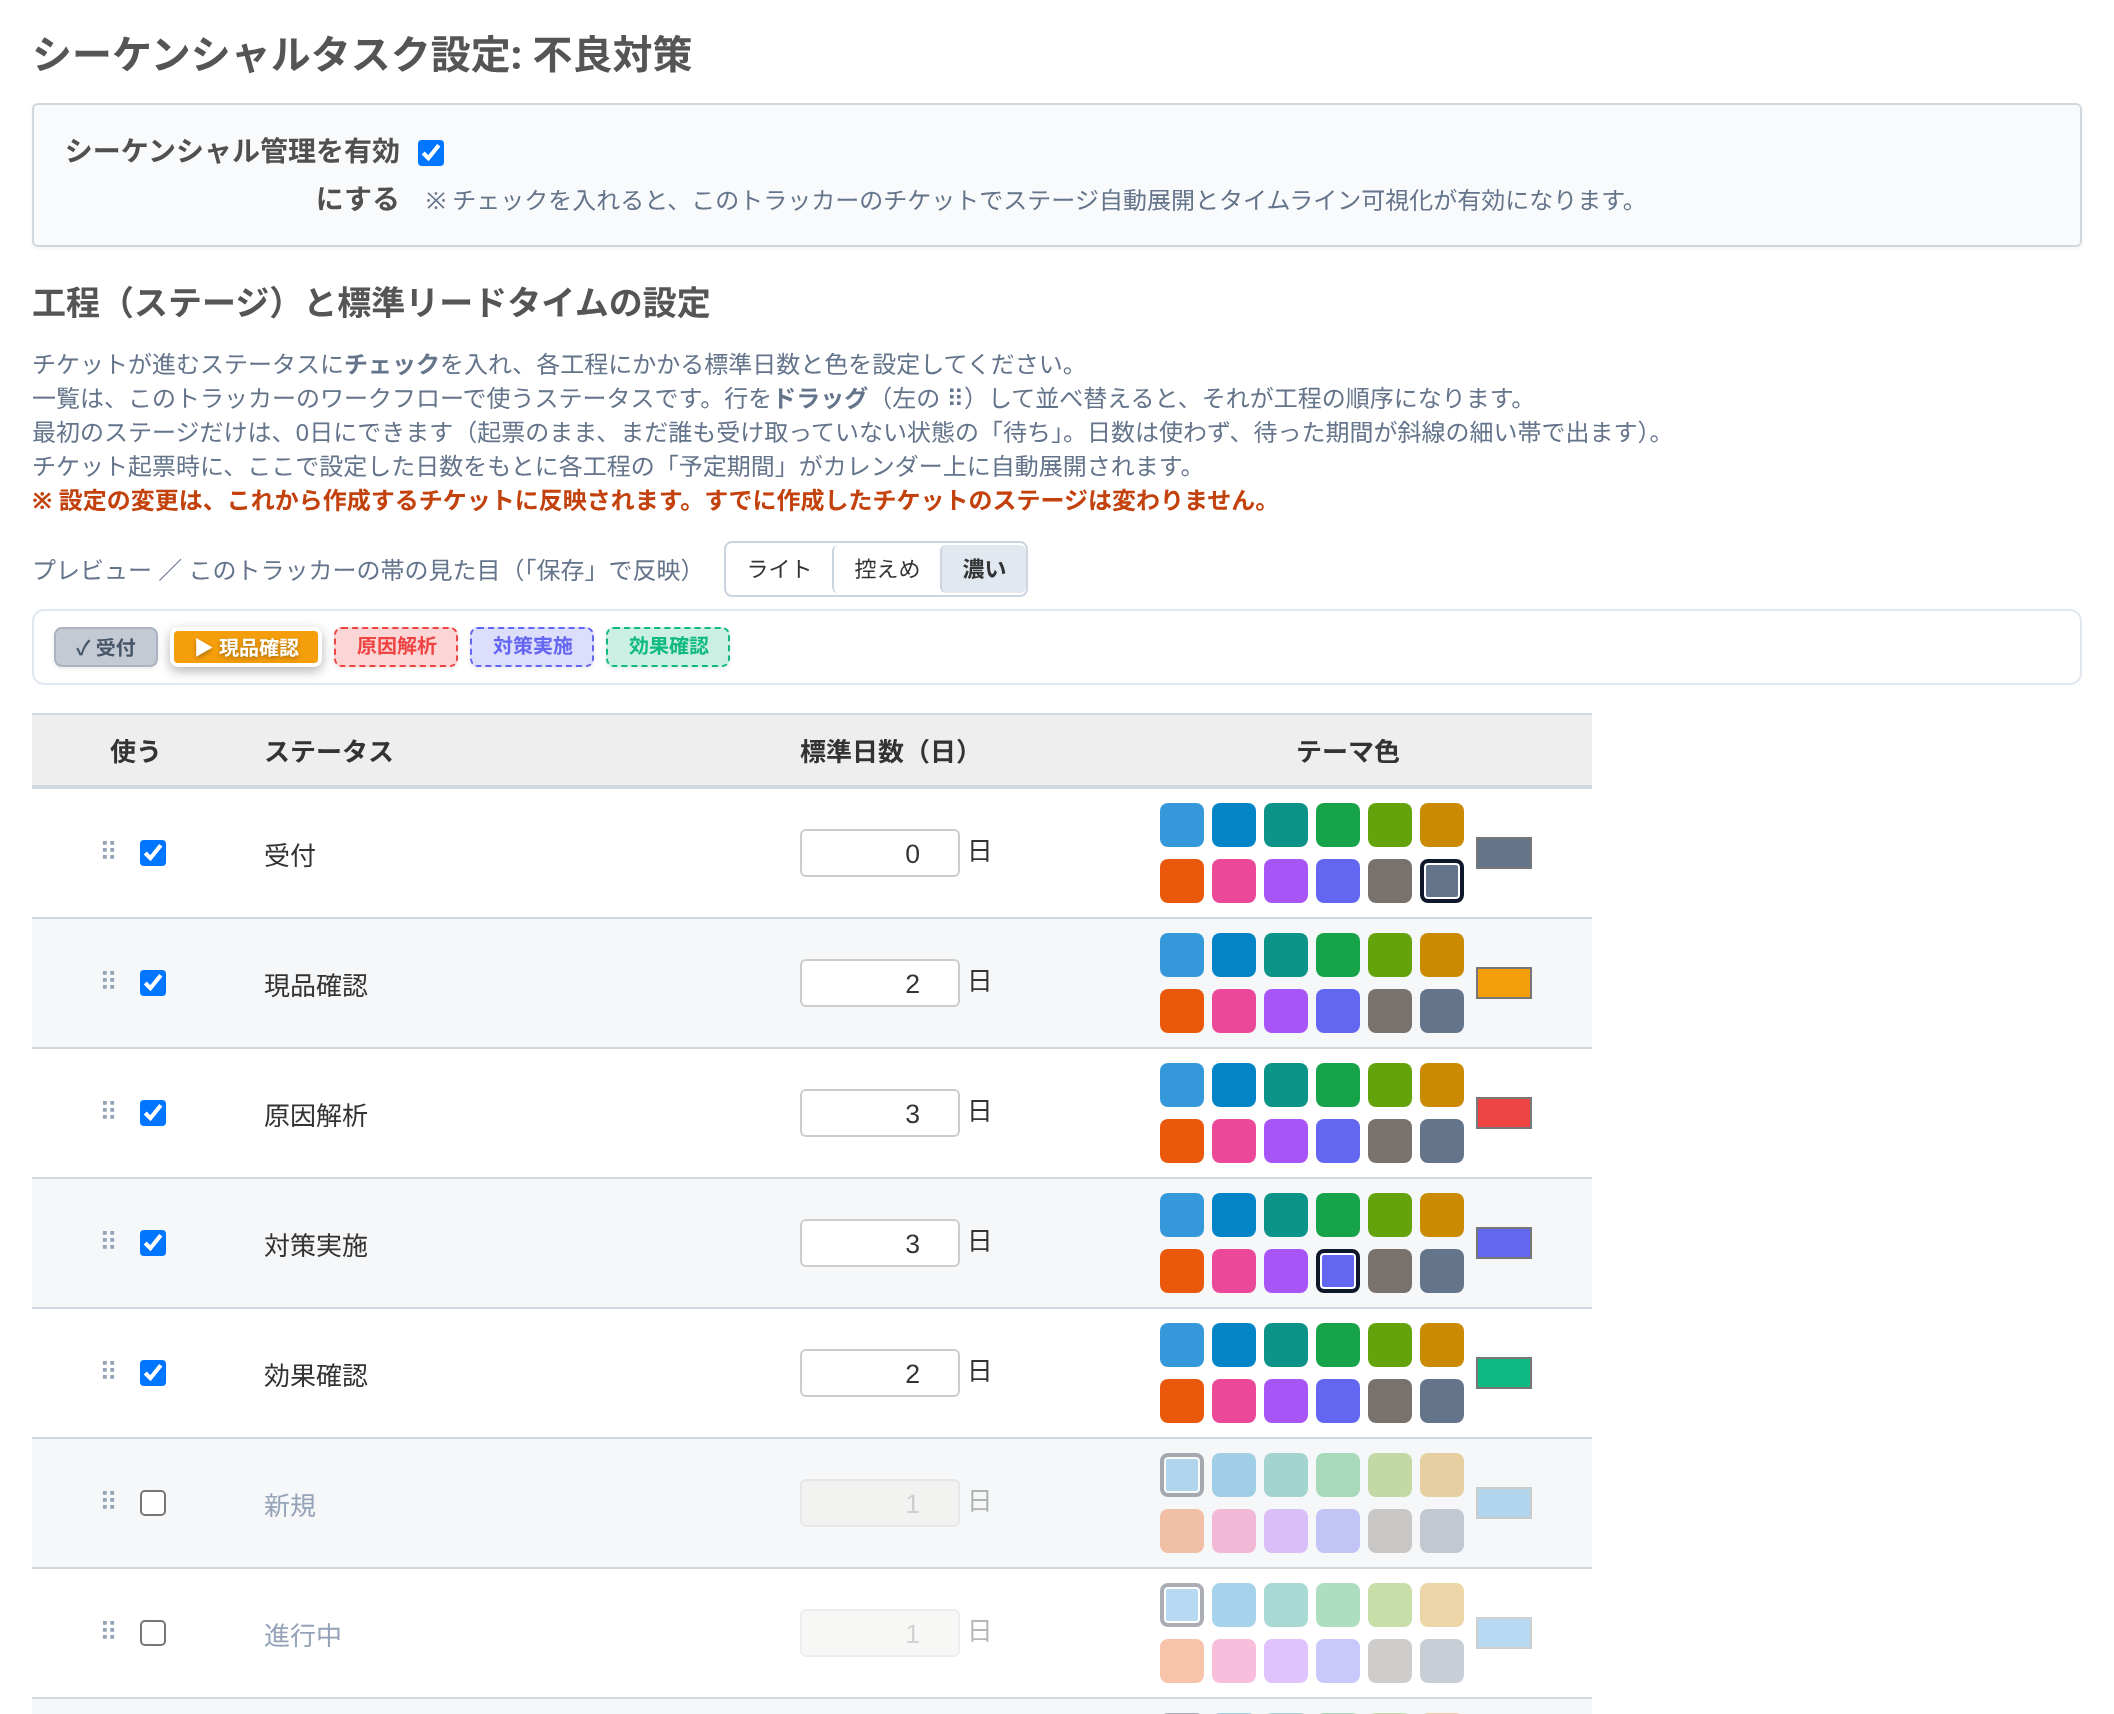 シーケンシャルタスク設定: 不良対策
シーケンシャル管理を有効
にする ※ チェックを入れると、このトラッカーのチケットでステージ自動展開とタイムライン可視化が有効になります。
工程（ステージ）と標準リードタイムの設定
チケットが進むステータスにチェックを入れ、各工程にかかる標準日数と色を設定してください。
一覧は、このトラッカーのワークフローで使うステータスです。行をドラッグ（左の ⠿）して並べ替えると、それが工程の順序になります。
最初のステージだけは、0日にできます（起票のまま、まだ誰も受け取っていない状態の「待ち」。日数は使わず、待った期間が斜線の細い帯で出ます）。
チケット起票時に、ここで設定した日数をもとに各工程の「予定期間」がカレンダー上に自動展開されます。
※ 設定の変更は、これから作成するチケットに反映されます。すでに作成したチケットのステージは変わりません。
プレビュー ／ このトラッカーの帯の見た目（「保存」で反映） ライト 控えめ 濃い
✓ 受付 ▶ 現品確認 原因解析 対策実施 効果確認
使う ステータス 標準日数（日） テーマ色
受付 0 日
現品確認 2 日
原因解析 3 日
対策実施 3 日
効果確認 2 日
新規 1 日
進行中 1 日